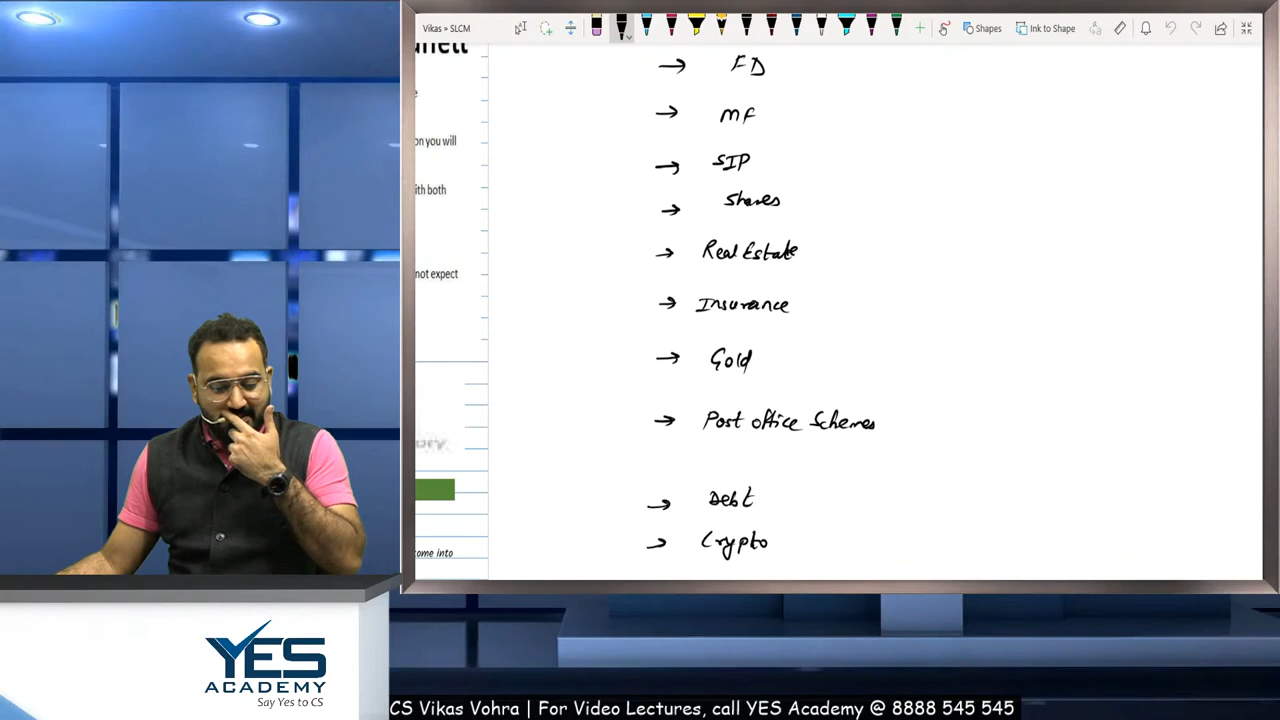 Vikas » SLCM
Shapes
Ink to Shape
on you will
ith both
not expect
ome into
→ FD
→ MF
→ SIP
→ Shares
→ Real Estate
→ Insurance
→ Gold
→ Post office Schemes
→ Debt
→ Crypto
YES
ACADEMY
Say Yes to CS
CS Vikas Vohra | For Video Lectures, call YES Academy @ 8888 545 545